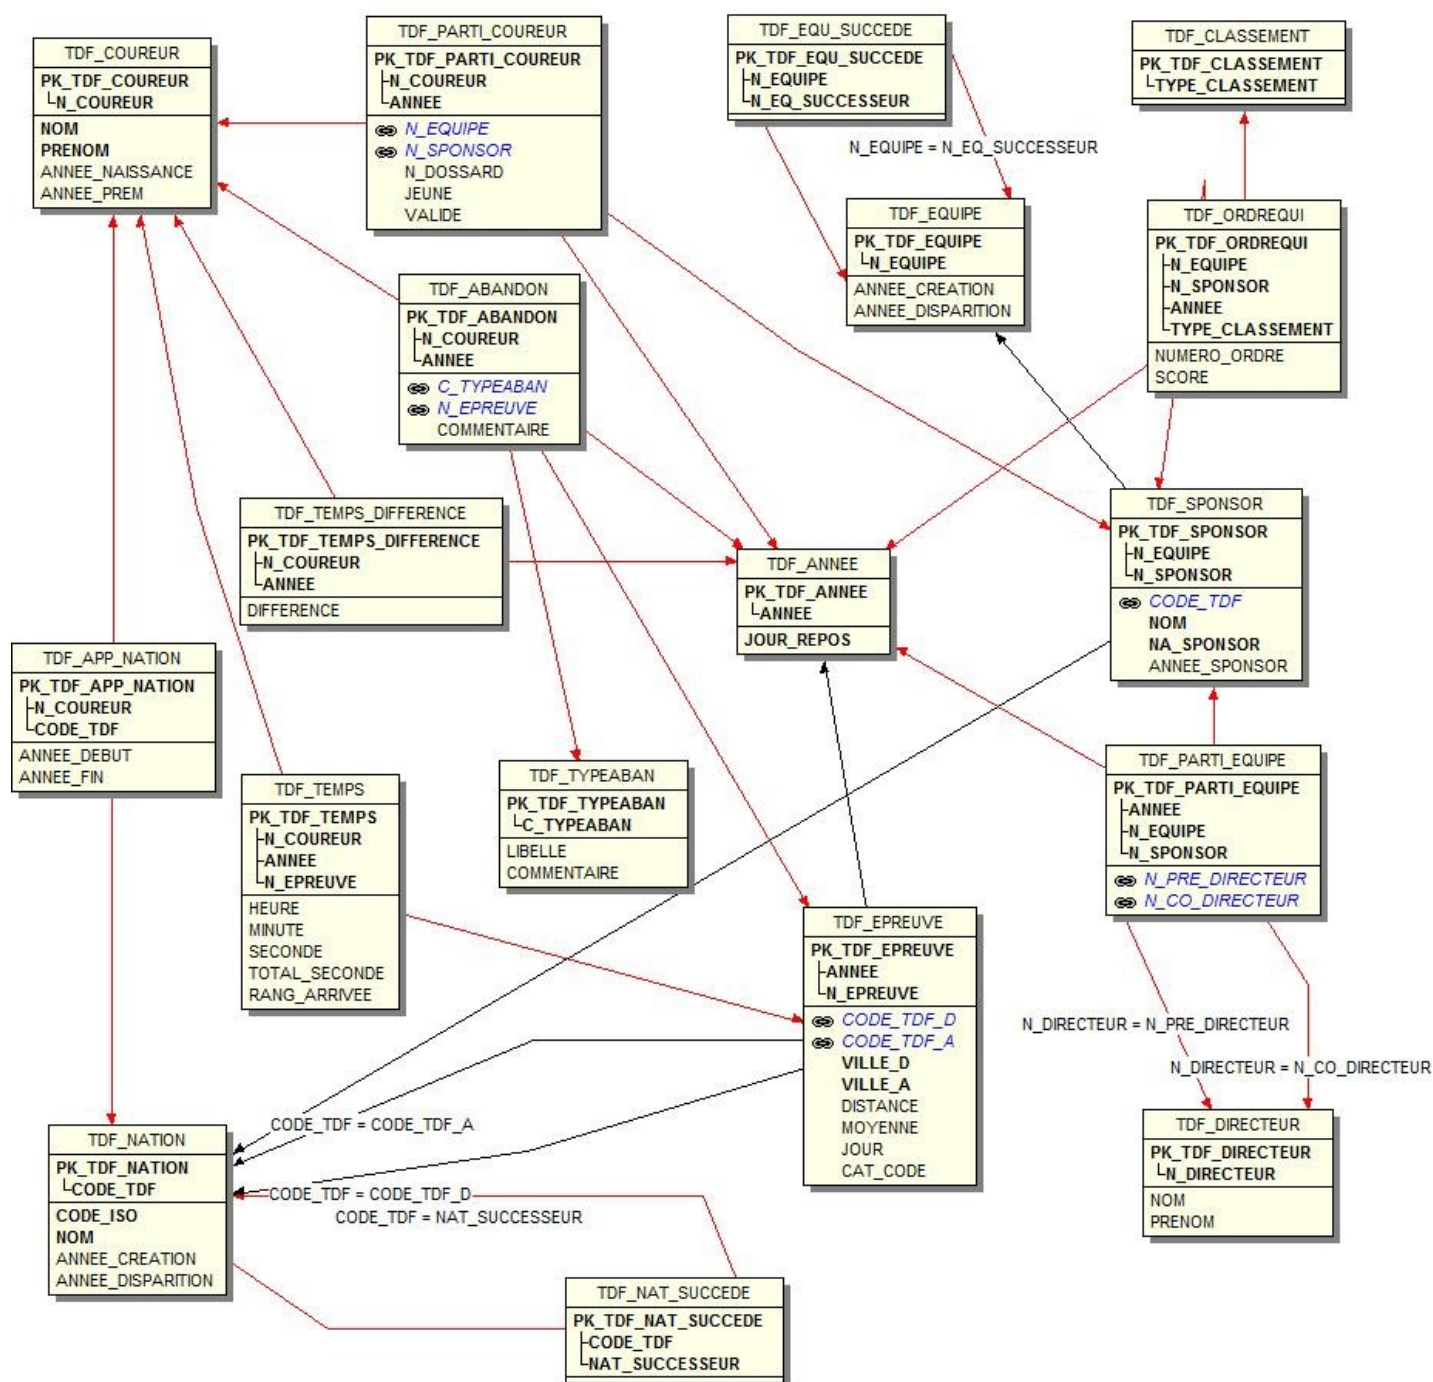 TDF_COUREUR
PK_TDF_COUREUR
N_COUREUR
NOM
PRENOM
ANNEE_NAISSANCE
ANNEE_PREM
TDF_PARTI_COUREUR
PK_TDF_PARTI_COUREUR
N_COUREUR
ANNEE
N_EQUIPE
N_SPONSOR
N_DOSSARD
JEUNE
VALIDE
TDF_EQU_SUCCEDE
PK_TDF_EQU_SUCCEDE
N_EQUIPE
N_EQ_SUCCESSEUR
N_EQUIPE = N_EQ_SUCCESSEUR
TDF_CLASSEMENT
PK_TDF_CLASSEMENT
TYPE_CLASSEMENT
TDF_EQUIPE
PK_TDF_EQUIPE
N_EQUIPE
ANNEE_CREATION
ANNEE_DISPARITION
TDF_ORDREQUI
PK_TDF_ORDREQUI
N_EQUIPE
N_SPONSOR
ANNEE
TYPE_CLASSEMENT
NUMERO_ORDRE
SCORE
TDF_ABANDON
PK_TDF_ABANDON
N_COUREUR
ANNEE
C_TYPEABAN
N_EPREUVE
COMMENTAIRE
TDF_TEMPS_DIFFERENCE
PK_TDF_TEMPS_DIFFERENCE
N_COUREUR
ANNEE
DIFFERENCE
TDF_ANNEE
PK_TDF_ANNEE
ANNEE
JOUR_REPOS
TDF_SPONSOR
PK_TDF_SPONSOR
N_EQUIPE
N_SPONSOR
CODE_TDF
NOM
NA_SPONSOR
ANNEE_SPONSOR
TDF_APP_NATION
PK_TDF_APP_NATION
N_COUREUR
CODE_TDF
ANNEE_DEBUT
ANNEE_FIN
TDF_TEMPS
PK_TDF_TEMPS
N_COUREUR
ANNEE
N_EPREUVE
HEURE
MINUTE
SECONDE
TOTAL_SECONDE
RANG_ARRIVEE
TDF_TYPEABAN
PK_TDF_TYPEABAN
C_TYPEABAN
LIBELLE
COMMENTAIRE
TDF_PARTI_EQUIPE
PK_TDF_PARTI_EQUIPE
ANNEE
N_EQUIPE
N_SPONSOR
N_PRE_DIRECTEUR
N_CO_DIRECTEUR
TDF_EPREUVE
PK_TDF_EPREUVE
ANNEE
N_EPREUVE
CODE_TDF_D
CODE_TDF_A
VILLE_D
VILLE_A
DISTANCE
MOYENNE
JOUR
CAT_CODE
N_DIRECTEUR = N_PRE_DIRECTEUR
N_DIRECTEUR = N_CO_DIRECTEUR
TDF_DIRECTEUR
PK_TDF_DIRECTEUR
N_DIRECTEUR
NOM
PRENOM
CODE_TDF = CODE_TDF_A
TDF_NATION
PK_TDF_NATION
CODE_TDF
CODE_ISO
NOM
ANNEE_CREATION
ANNEE_DISPARITION
CODE_TDF = CODE_TDF_D
CODE_TDF = NAT_SUCCESSEUR
TDF_NAT_SUCCEDE
PK_TDF_NAT_SUCCEDE
CODE_TDF
NAT_SUCCESSEUR